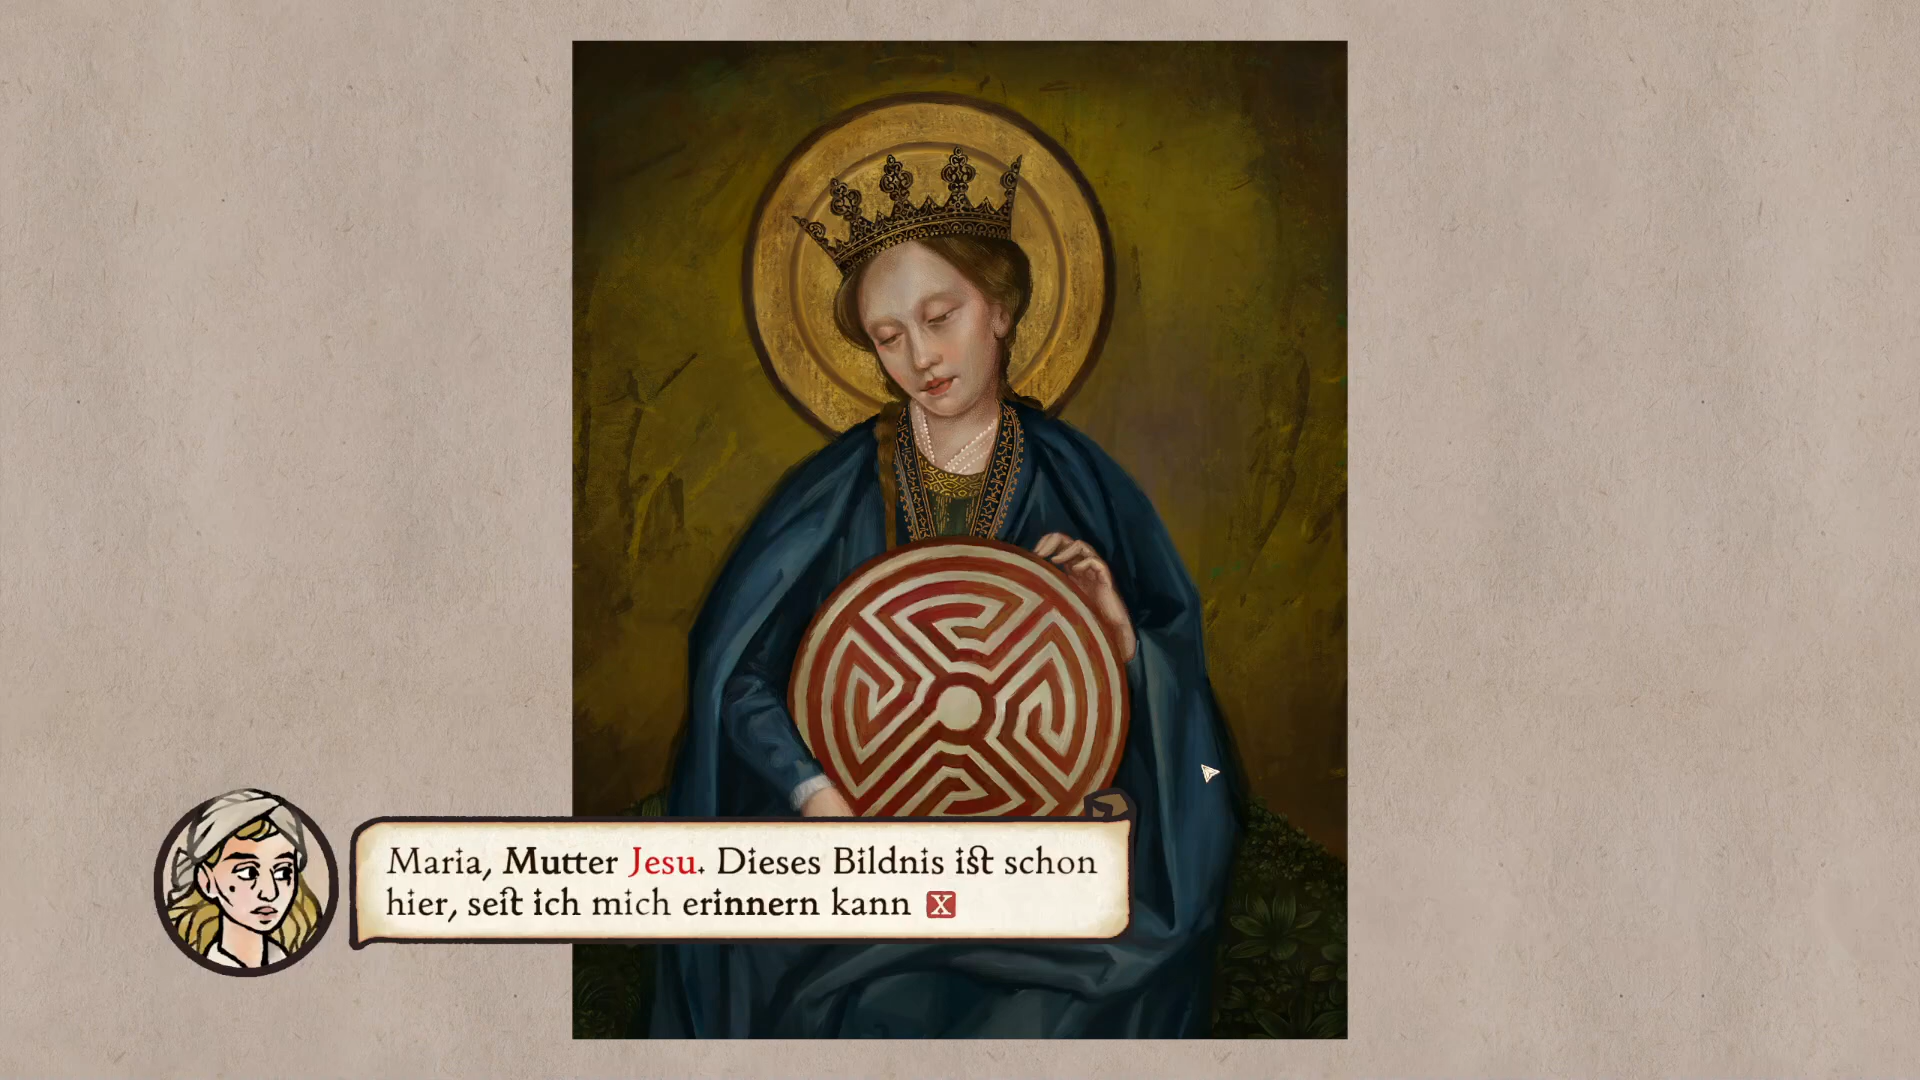 Maria, Mutter Jesu. Dieses Bildnis ist schon
hier, seit ich mich erinnern kann X